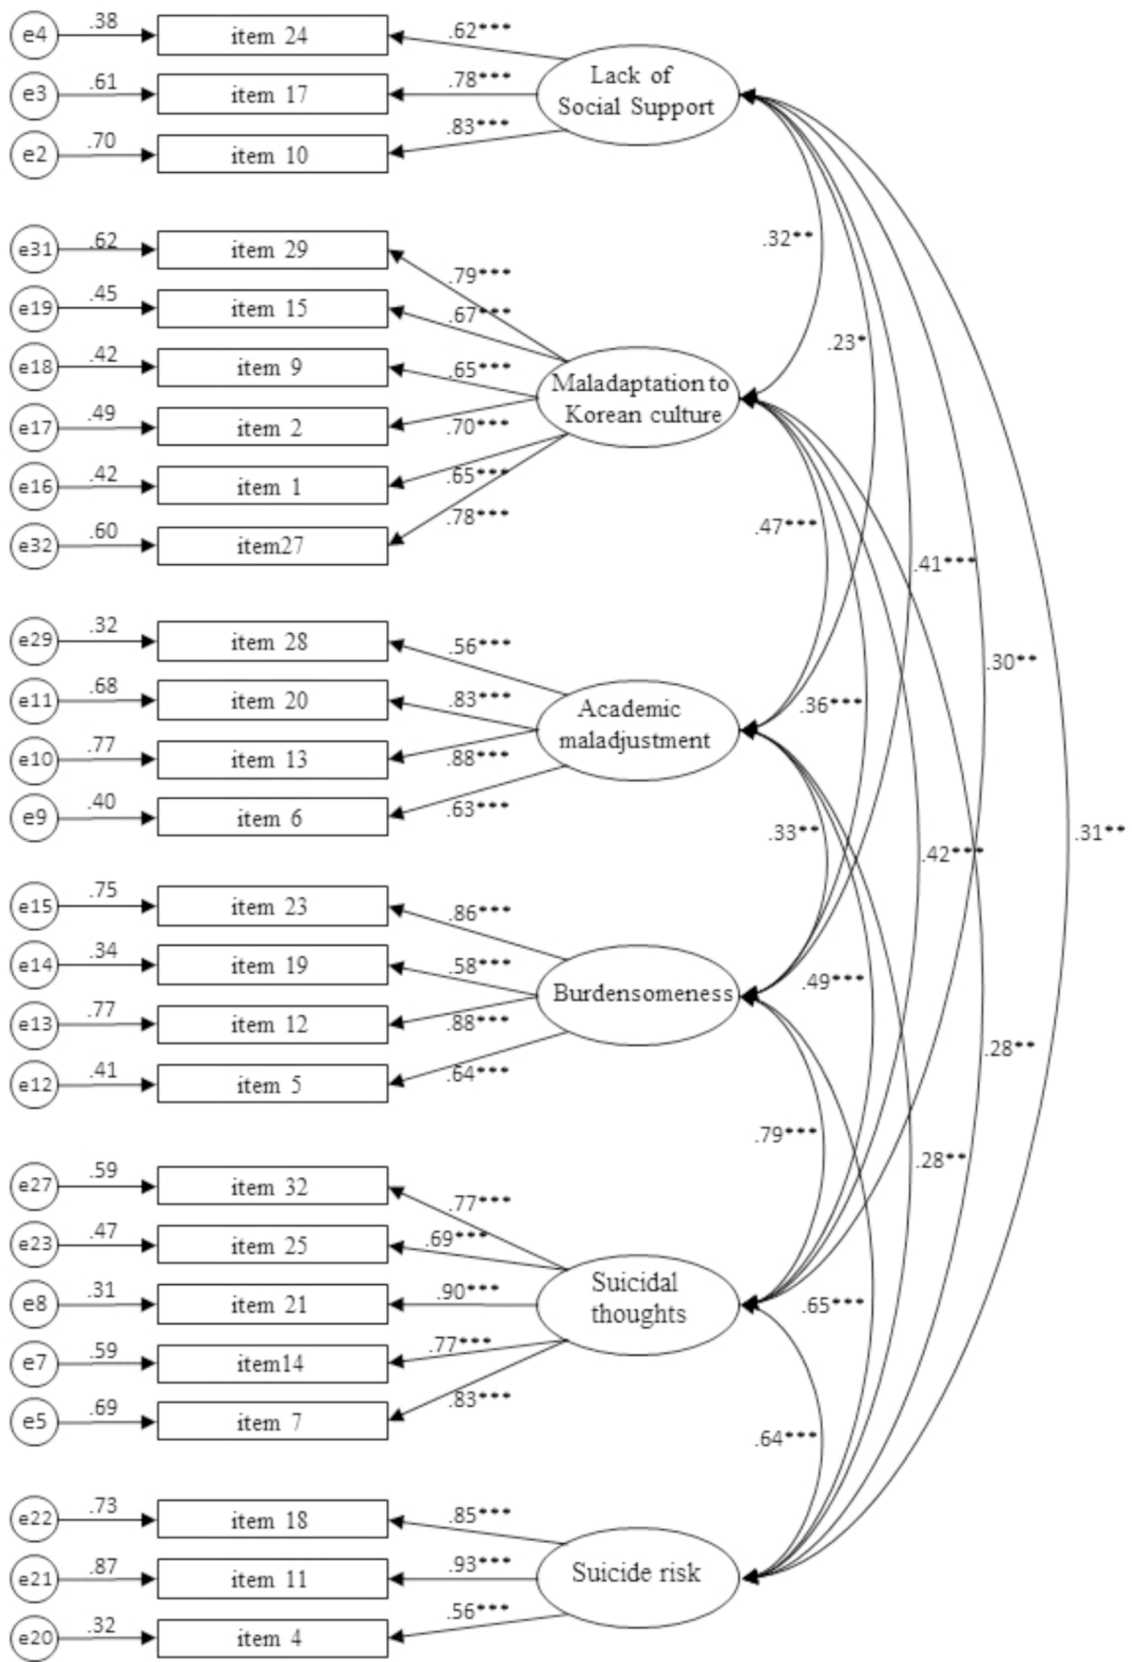 e4 .38 item 24 .62***
e3 .61 item 17 .78***
e2 .70 item 10 .83***
Lack of
Social Support
e31 .62 item 29 .79***
e19 .45 item 15 .67***
e18 .42 item 9 .65***
e17 .49 item 2 .70***
e16 .42 item 1 .65***
e32 .60 item27 .78***
Maladaptation to
Korean culture
e29 .32 item 28 .56***
e11 .68 item 20 .83***
e10 .77 item 13 .88***
e9 .40 item 6 .63***
Academic
maladjustment
e15 .75 item 23 .86***
e14 .34 item 19 .58***
e13 .77 item 12 .88***
e12 .41 item 5 .64***
Burdensomeness
e27 .59 item 32 .77***
e23 .47 item 25 .69***
e8 .31 item 21 .90***
e7 .59 item14 .77***
e5 .69 item 7 .83***
Suicidal
thoughts
e22 .73 item 18 .85***
e21 .87 item 11 .93***
e20 .32 item 4 .56***
Suicide risk
.32**
.23*
.47***
.41***
.30**
.36***
.33**
.42***
.31**
.49***
.28**
.79***
.28**
.65***
.64***